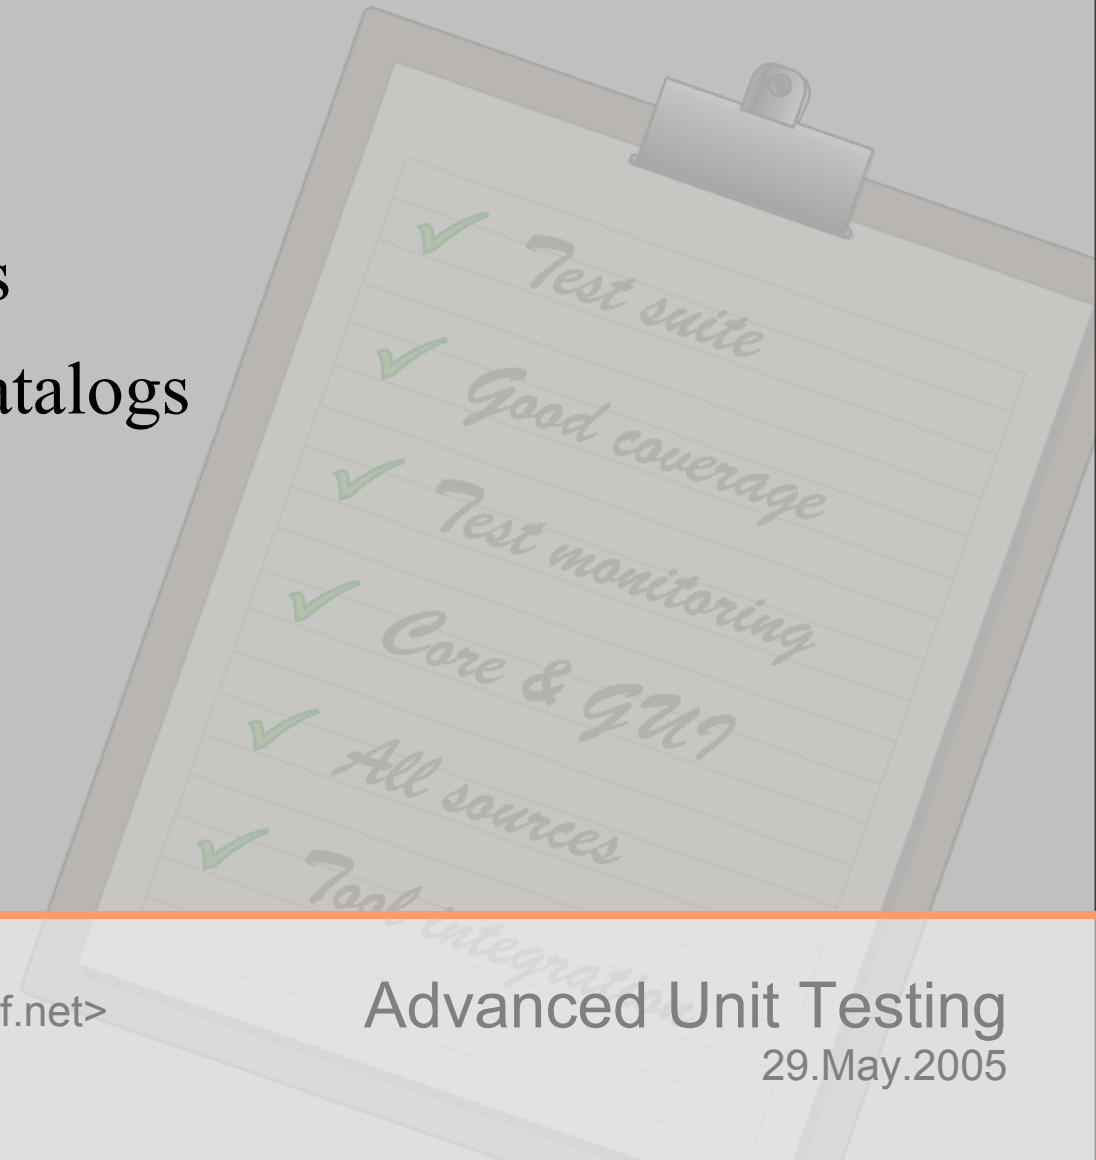 s
atalogs
Test suite
Good coverage
Test monitoring
Core & GUI
All sources
Tool integration
f.net>
Advanced Unit Testing
29.May.2005